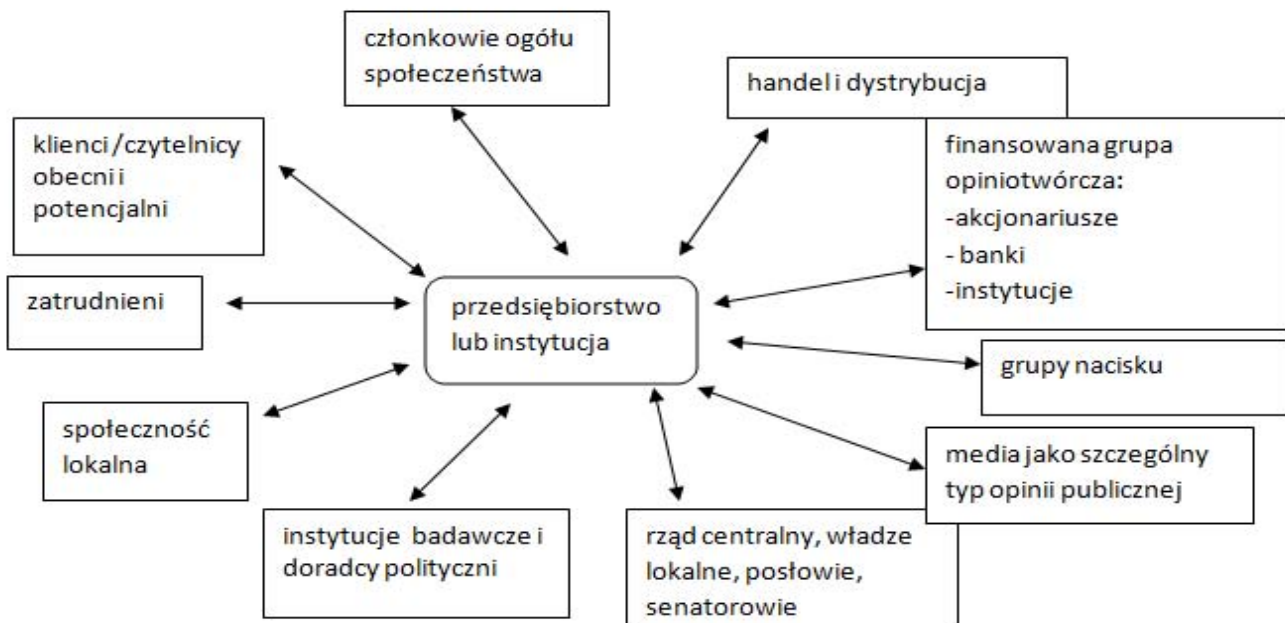 członkowie ogółu
społeczeństwa
handel i dystrybucja
klienci /czytelnicy
obecni i
potencjalni
finansowana grupa
opiniotwórcza:
-akcjonariusze
- banki
-instytucje
zatrudnieni
przedsiębiorstwo
lub instytucja
grupy nacisku
społeczność
lokalna
media jako szczególny
typ opinii publicznej
instytucje badawcze i
doradcy polityczni
rząd centralny, władze
lokalne, posłowie,
senatorowie